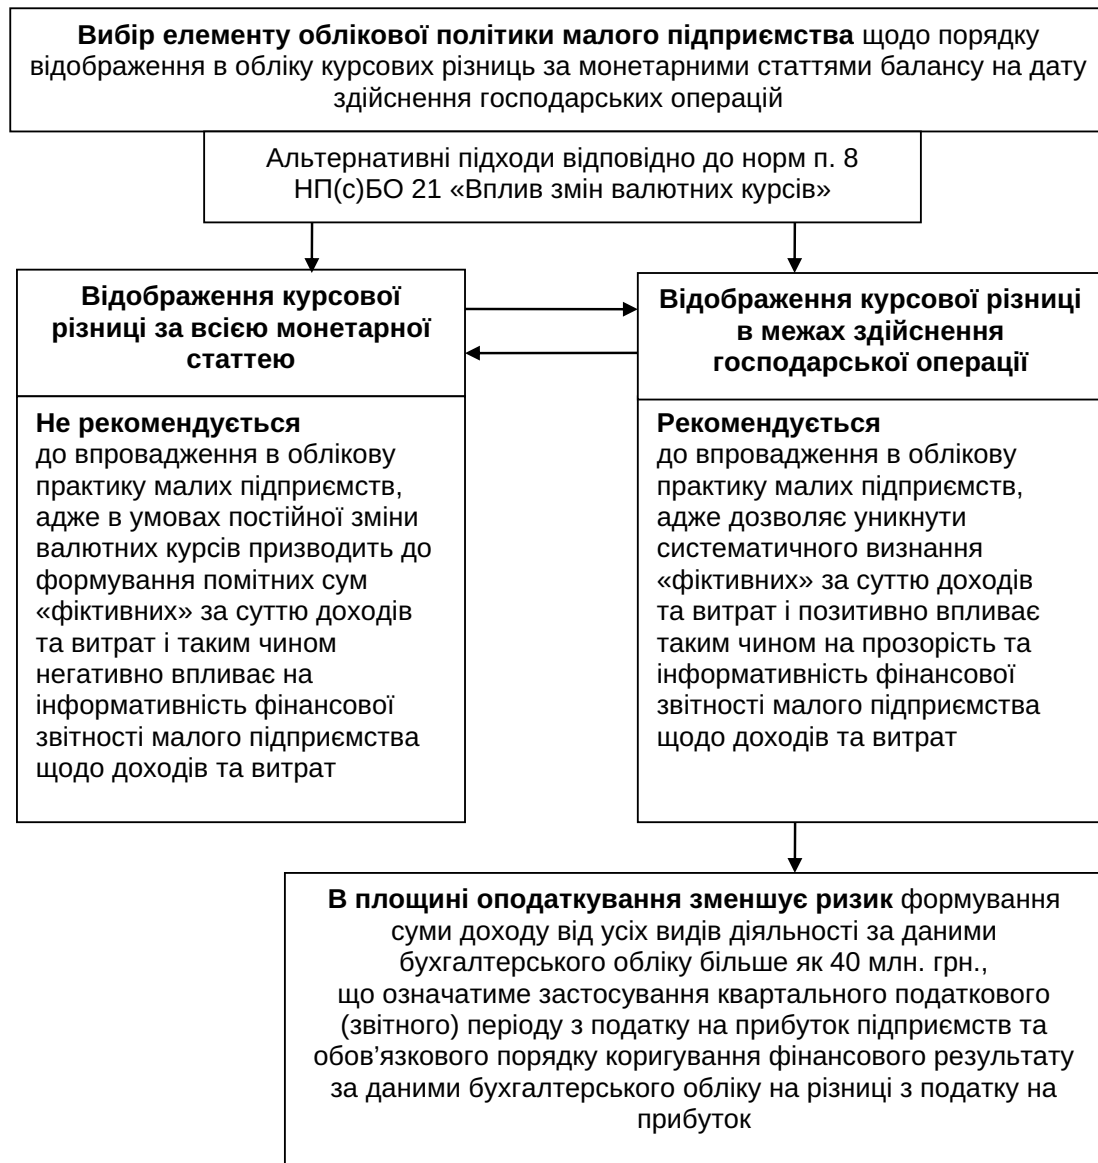 Вибір елементу облікової політики малого підприємства щодо порядку
відображення в обліку курсових різниць за монетарними статтями балансу на дату
здійснення господарських операцій
Альтернативні підходи відповідно до норм п. 8
НП(с)БО 21 «Вплив змін валютних курсів»
Відображення курсової
різниці за всією монетарної
статтею
Не рекомендується
до впровадження в облікову
практику малих підприємств,
адже в умовах постійної зміни
валютних курсів призводить до
формування помітних сум
«фіктивних» за суттю доходів
та витрат і таким чином
негативно впливає на
інформативність фінансової
звітності малого підприємства
щодо доходів та витрат
Відображення курсової різниці
в межах здійснення
господарської операції
Рекомендується
до впровадження в облікову
практику малих підприємств,
адже дозволяє уникнути
систематичного визнання
«фіктивних» за суттю доходів
та витрат і позитивно впливає
таким чином на прозорість та
інформативність фінансової
звітності малого підприємства
щодо доходів та витрат
В площині оподаткування зменшує ризик формування
суми доходу від усіх видів діяльності за даними
бухгалтерського обліку більше як 40 млн. грн.,
що означатиме застосування квартального податкового
(звітного) періоду з податку на прибуток підприємств та
обов’язкового порядку коригування фінансового результату
за даними бухгалтерського обліку на різниці з податку на
прибуток